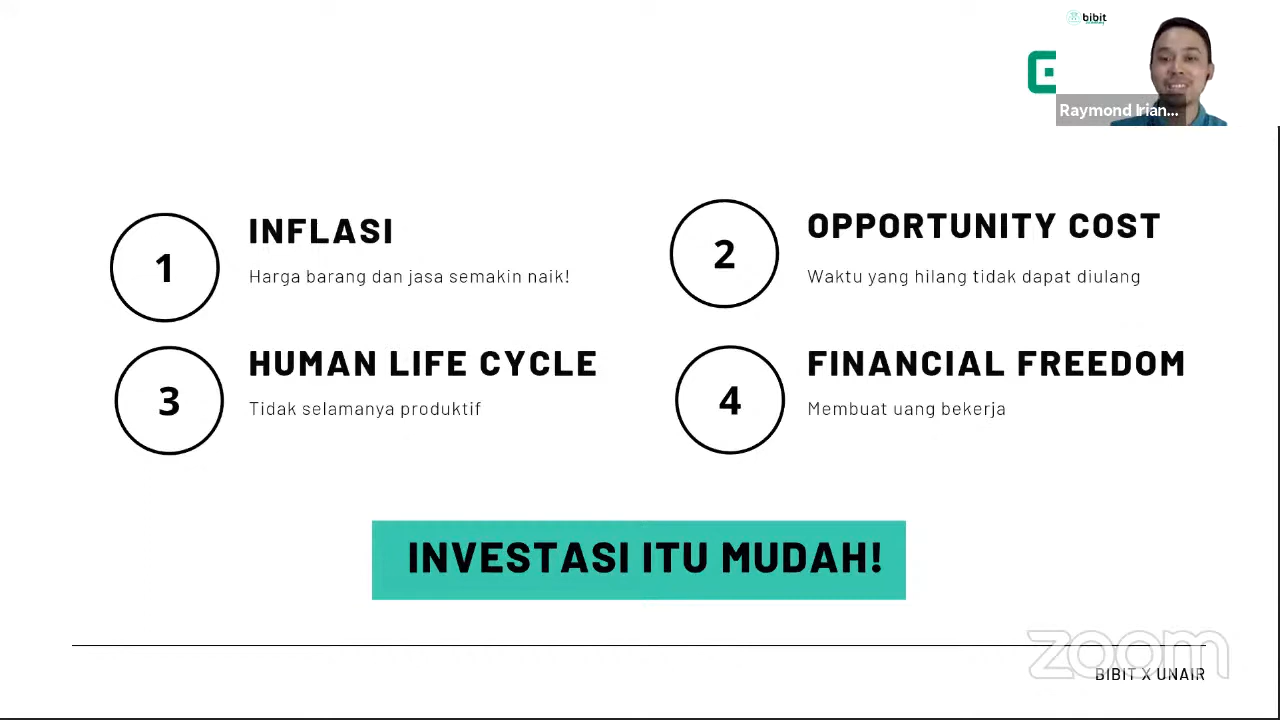 bibit
Raymond Irian...
1
INFLASI
Harga barang dan jasa semakin naik!
2
OPPORTUNITY COST
Waktu yang hilang tidak dapat diulang
3
HUMAN LIFE CYCLE
Tidak selamanya produktif
4
FINANCIAL FREEDOM
Membuat uang bekerja
INVESTASI ITU MUDAH!
zoom
BIBIT X UNAIR